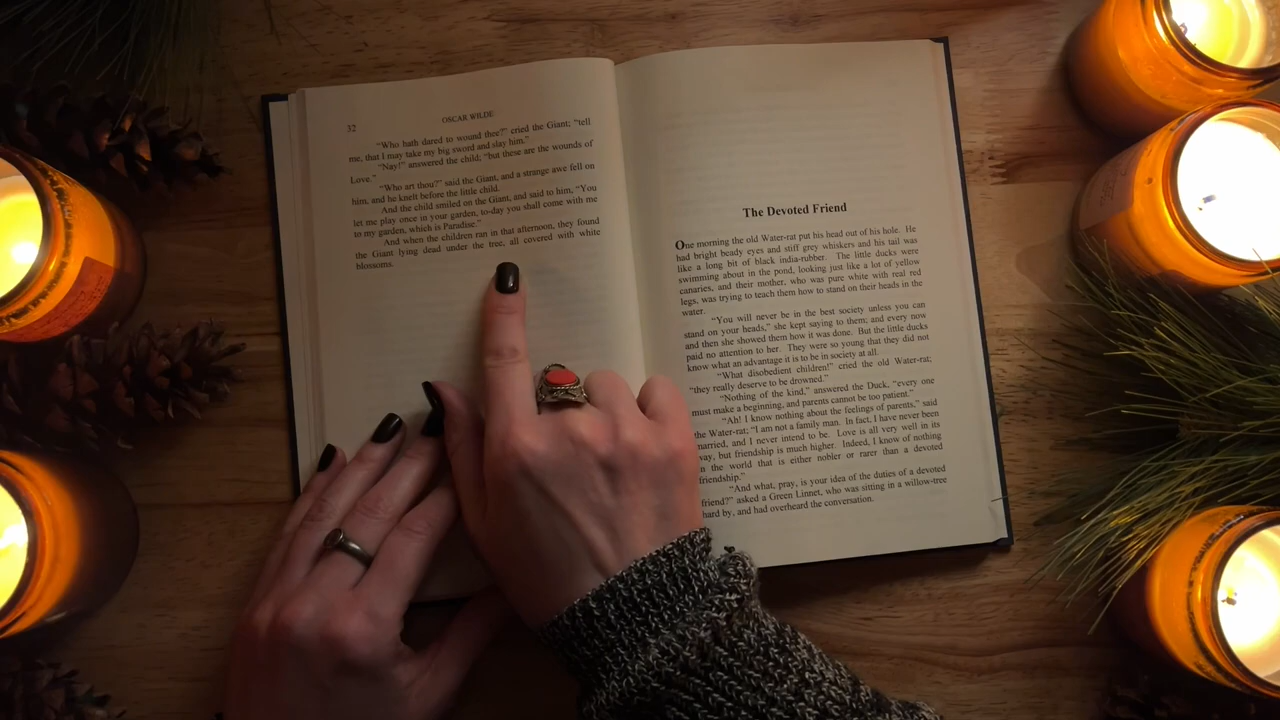 32
OSCAR WILDE
“Who hath dared to wound thee?” cried the Giant; “tell
me, that I may take my big sword and slay him.”
“Nay!” answered the child; “but these are the wounds of
Love.”
“Who art thou?” said the Giant, and a strange awe fell on
him, and he knelt before the little child.
And the child smiled on the Giant, and said to him, “You
let me play once in your garden, to-day you shall come with me
to my garden, which is Paradise.”
And when the children ran in that afternoon, they found
the Giant lying dead under the tree, all covered with white
blossoms.
The Devoted Friend
One morning the old Water-rat put his head out of his hole. He
had bright beady eyes and stiff grey whiskers and his tail was
like a long bit of black india-rubber. The little ducks were
swimming about in the pond, looking just like a lot of yellow
canaries, and their mother, who was pure white with real red
legs, was trying to teach them how to stand on their heads in the
water.
“You will never be in the best society unless you can
stand on your heads,” she kept saying to them; and every now
and then she showed them how it was done. But the little ducks
paid no attention to her. They were so young that they did not
know what an advantage it is to be in society at all.
“What disobedient children!” cried the old Water-rat;
“they really deserve to be drowned.”
“Nothing of the kind,” answered the Duck, “every one
must make a beginning, and parents cannot be too patient.”
“Ah! I know nothing about the feelings of parents,” said
the Water-rat; “I am not a family man. In fact, I have never been
married, and I never intend to be. Love is all very well in its
way, but friendship is much higher. Indeed, I know of nothing
in the world that is either nobler or rarer than a devoted
friendship.”
“And what, pray, is your idea of the duties of a devoted
friend?” asked a Green Linnet, who was sitting in a willow-tree
hard by, and had overheard the conversation.